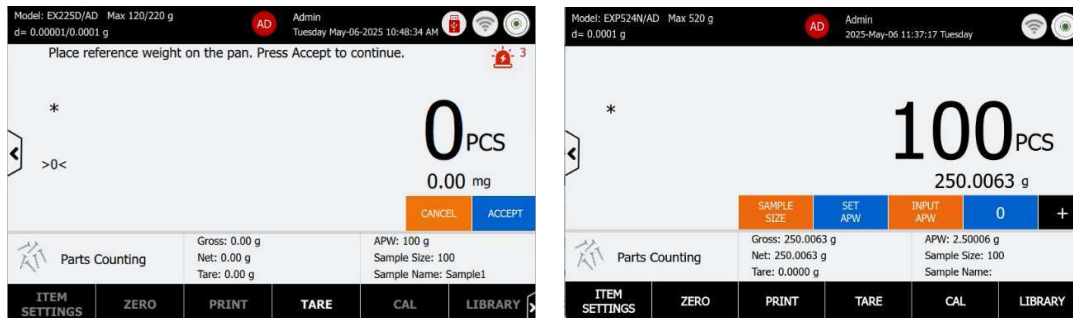 Model: EX225D/AD Max 120/220 g
d= 0.00001/0.0001 g
AD
Admin
Tuesday May-06-2025 10:48:34 AM
Place reference weight on the pan. Press Accept to continue.
3
*
0 PCS
>0<
0.00 mg
CANCEL
ACCEPT
Parts Counting
Gross: 0.00 g
Net: 0.00 g
Tare: 0.00 g
APW: 100 g
Sample Size: 100
Sample Name: Sample1
ITEM
SETTINGS
ZERO
PRINT
TARE
CAL
LIBRARY
Model: EXP524N/AD Max 520 g
d= 0.0001 g
AD
Admin
2025-May-06 11:37:17 Tuesday
*
100 PCS
250.0063 g
SAMPLE
SIZE
SET
APW
INPUT
APW
0
+
Parts Counting
Gross: 250.0063 g
Net: 250.0063 g
Tare: 0.0000 g
APW: 2.50006 g
Sample Size: 100
Sample Name:
ITEM
SETTINGS
ZERO
PRINT
TARE
CAL
LIBRARY